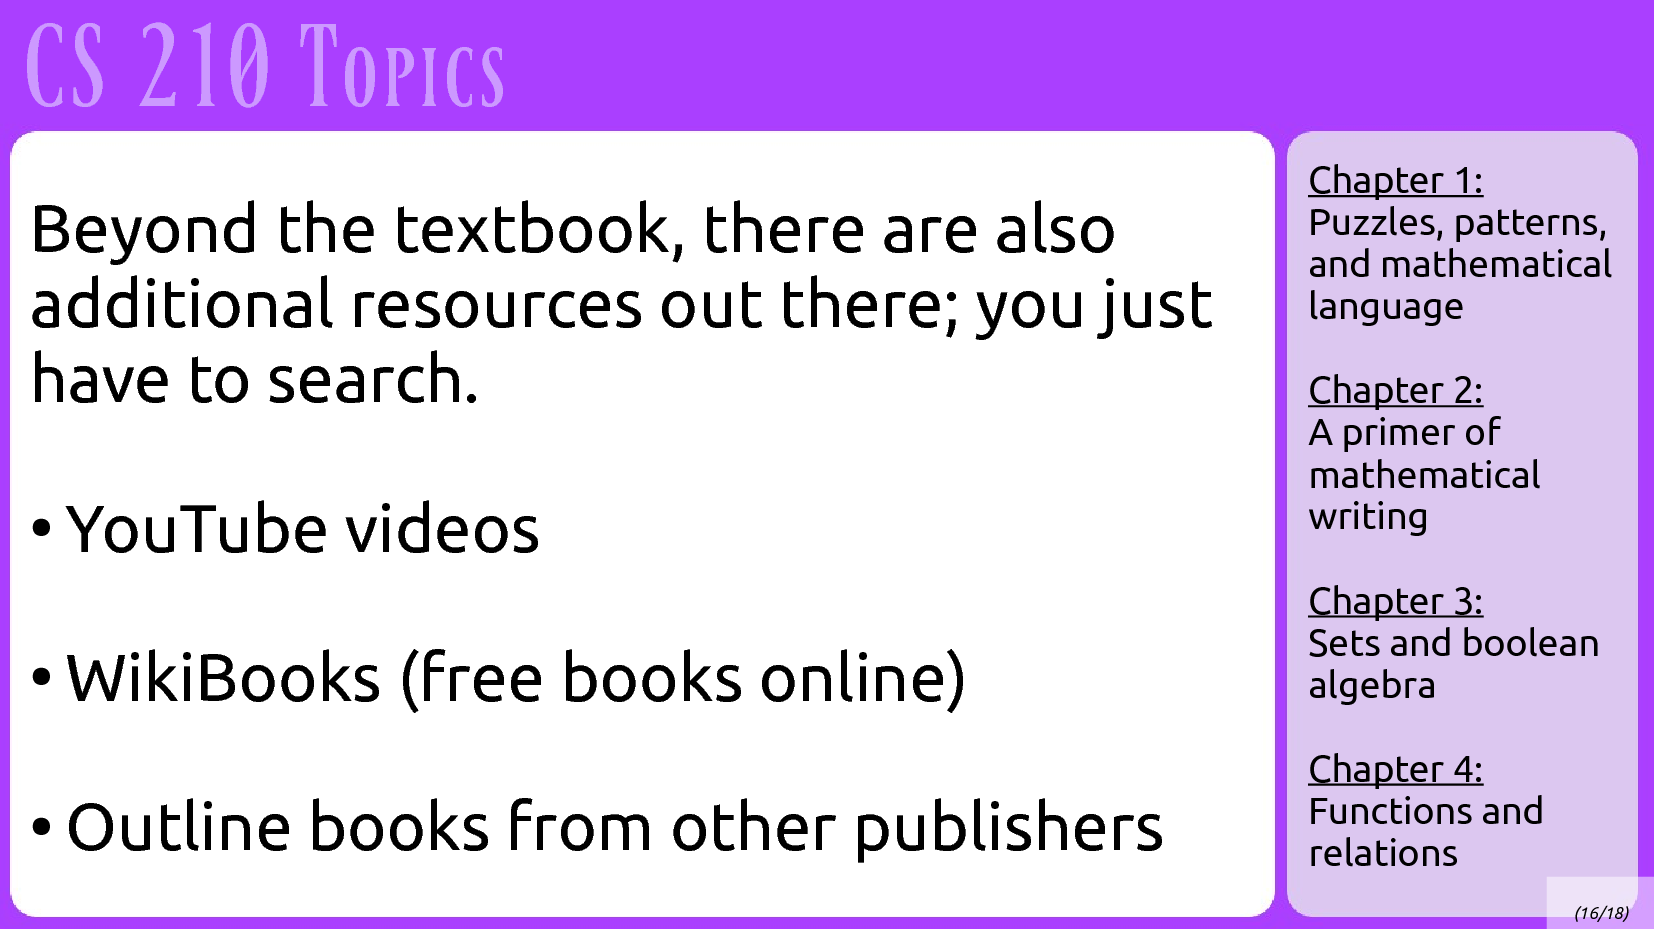 CS 210 Topics
Beyond the textbook, there are also
additional resources out there; you just
have to search.
• YouTube videos
• WikiBooks (free books online)
• Outline books from other publishers
Chapter 1:
Puzzles, patterns,
and mathematical
language
Chapter 2:
A primer of
mathematical
writing
Chapter 3:
Sets and boolean
algebra
Chapter 4:
Functions and
relations
(16/18)